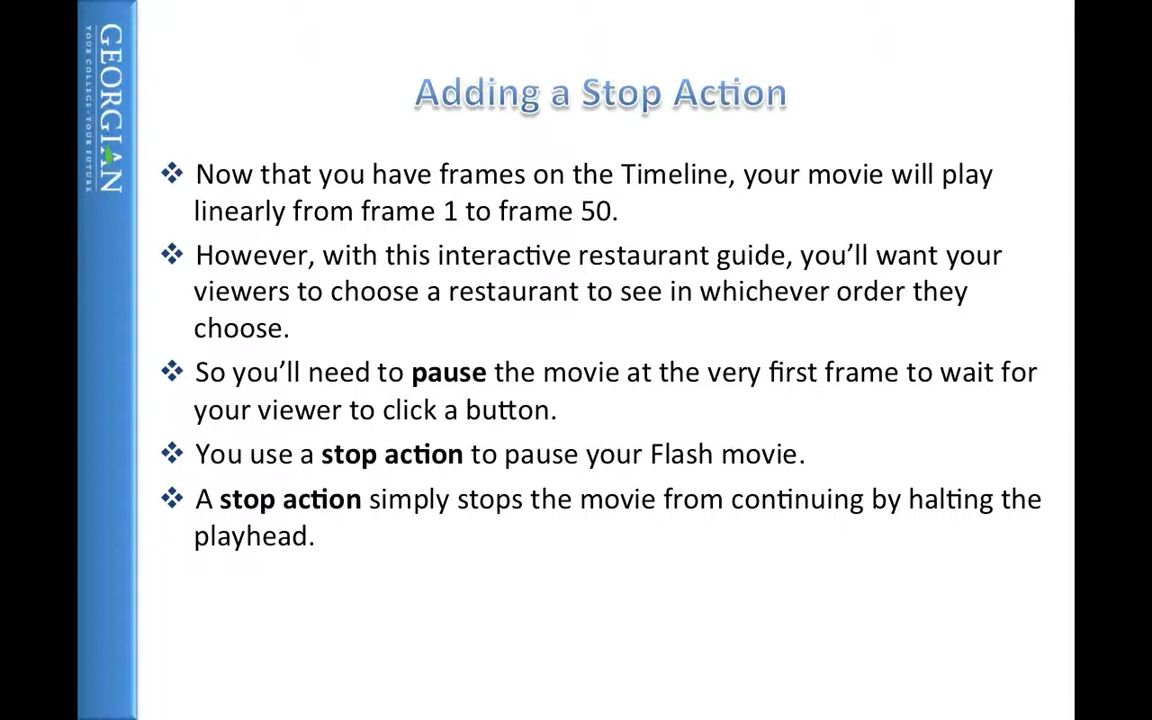 GEORGIAN
YOUR COLLEGE · YOUR FUTURE
Adding a Stop Action
Now that you have frames on the Timeline, your movie will play
linearly from frame 1 to frame 50.
However, with this interactive restaurant guide, you’ll want your
viewers to choose a restaurant to see in whichever order they
choose.
So you’ll need to pause the movie at the very first frame to wait for
your viewer to click a button.
You use a stop action to pause your Flash movie.
A stop action simply stops the movie from continuing by halting the
playhead.